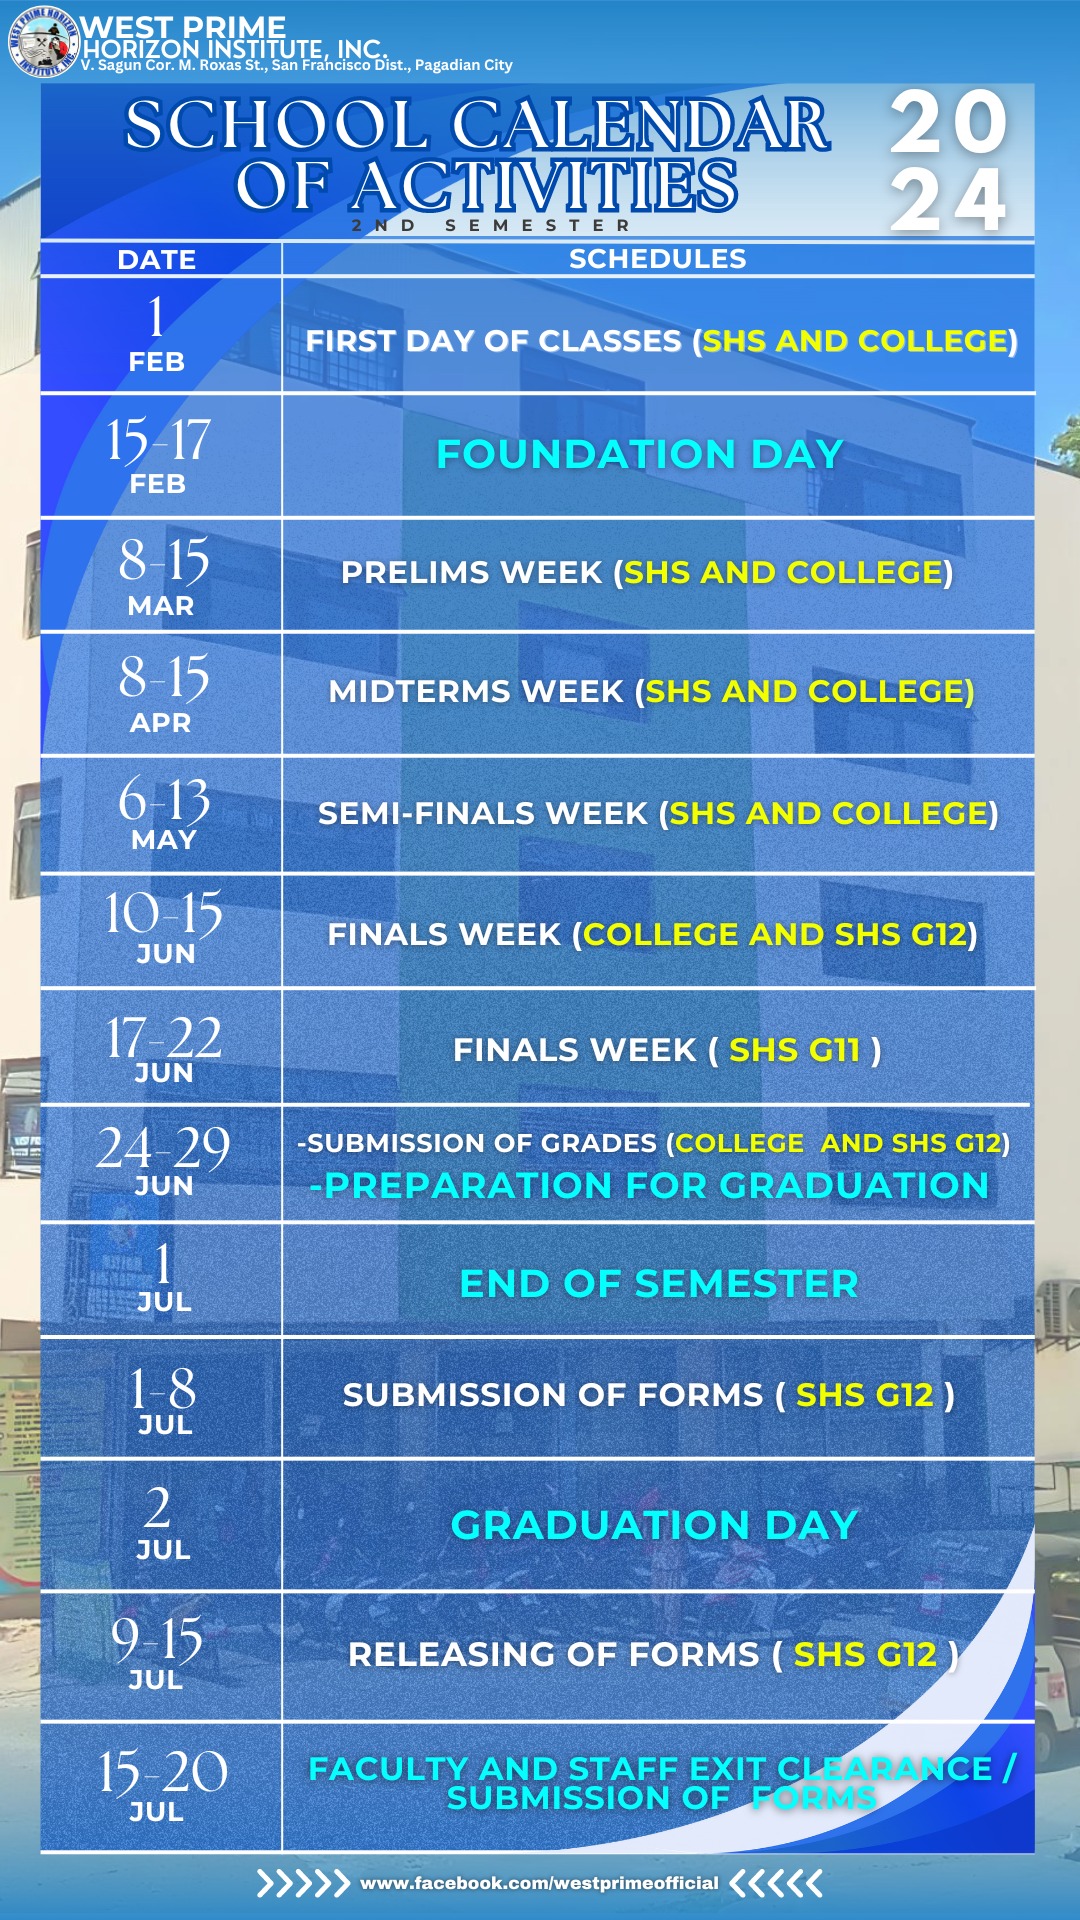 WEST PRIME
HORIZON INSTITUTE, INC.
V. Sagun Cor. M. Roxas St., San Francisco Dist., Pagadian City
SCHOOL CALENDAR
OF ACTIVITIES
2ND SEMESTER
20
24
DATE
SCHEDULES
1
FEB
FIRST DAY OF CLASSES (SHS AND COLLEGE)
15-17
FEB
FOUNDATION DAY
8-15
MAR
PRELIMS WEEK (SHS AND COLLEGE)
8-15
APR
MIDTERMS WEEK (SHS AND COLLEGE)
6-13
MAY
SEMI-FINALS WEEK (SHS AND COLLEGE)
10-15
JUN
FINALS WEEK (COLLEGE AND SHS G12)
17-22
JUN
FINALS WEEK ( SHS G11 )
24-29
JUN
-SUBMISSION OF GRADES (COLLEGE  AND SHS G12)
-PREPARATION FOR GRADUATION
1
JUL
END OF SEMESTER
1-8
JUL
SUBMISSION OF FORMS ( SHS G12 )
2
JUL
GRADUATION DAY
9-15
JUL
RELEASING OF FORMS ( SHS G12 )
15-20
JUL
FACULTY AND STAFF EXIT CLEARANCE /
SUBMISSION OF  FORMS
www.facebook.com/westprimeofficial